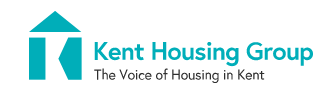 Kent Housing Group
The Voice of Housing in Kent